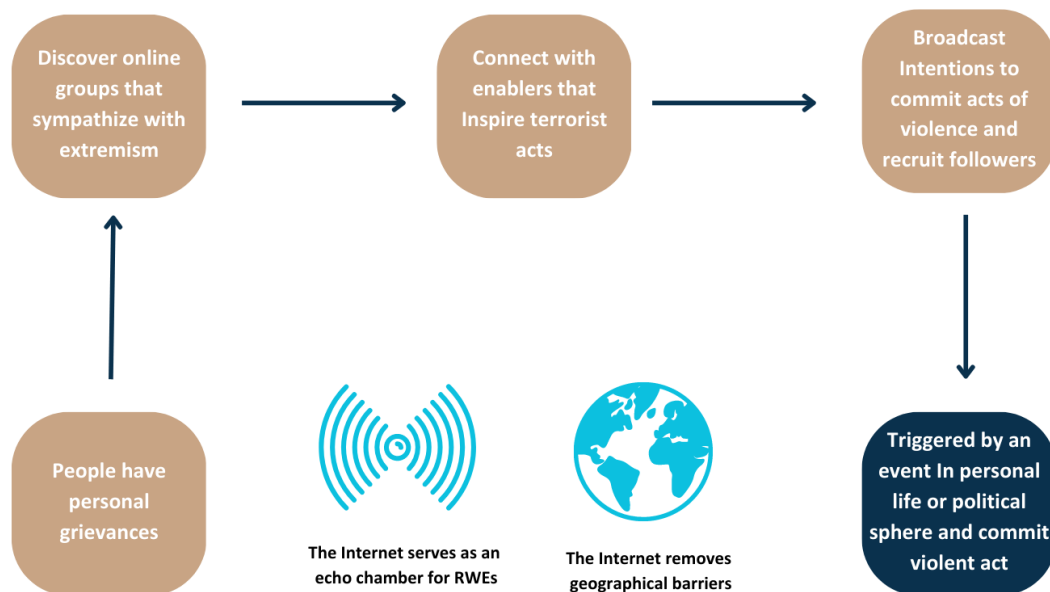 Discover online
groups that
sympathize with
extremism
Connect with
enablers that
Inspire terrorist
acts
Broadcast
Intentions to
commit acts of
violence and
recruit followers
People have
personal
grievances
The Internet serves as an
echo chamber for RWEs
The Internet removes
geographical barriers
Triggered by an
event In personal
life or political
sphere and commit
violent act